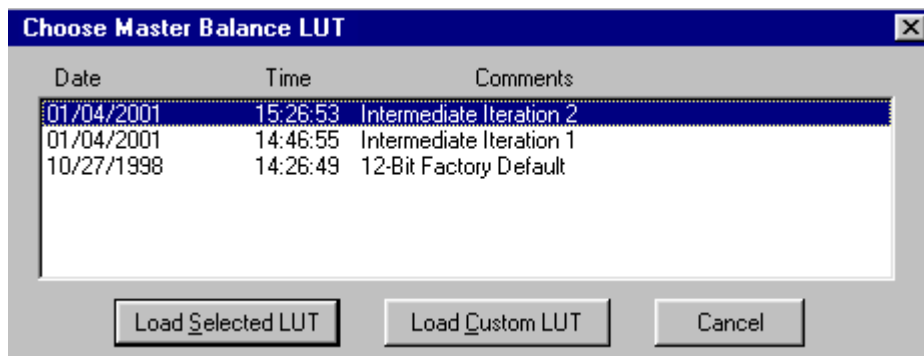 Choose Master Balance LUT
Date Time Comments
01/04/2001 15:26:53 Intermediate Iteration 2
01/04/2001 14:46:55 Intermediate Iteration 1
10/27/1998 14:26:49 12-Bit Factory Default
Load Selected LUT Load Custom LUT Cancel